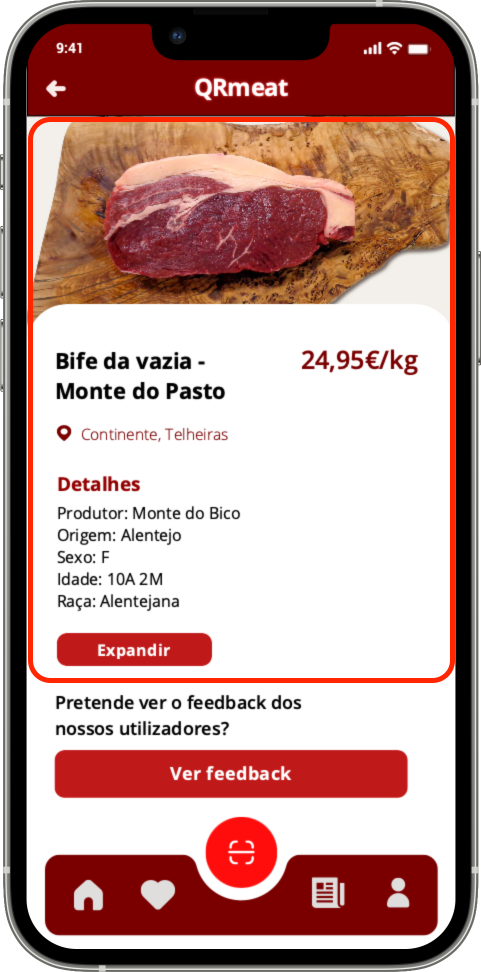 9:41
QRmeat
Bife da vazia -
Monte do Pasto
24,95€/kg
Continente, Telheiras
Detalhes
Produtor: Monte do Bico
Origem: Alentejo
Sexo: F
Idade: 10A 2M
Raça: Alentejana
Expandir
Pretende ver o feedback dos
nossos utilizadores?
Ver feedback